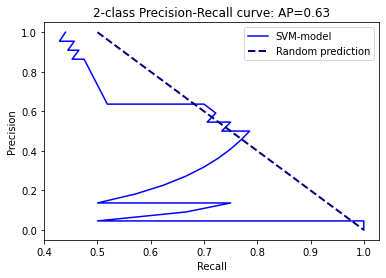 2-class Precision-Recall curve: AP=0.63
SVM-model
Random prediction
Precision
1.0
0.8
0.6
0.4
0.2
0.0
0.4 0.5 0.6 0.7 0.8 0.9 1.0
Recall